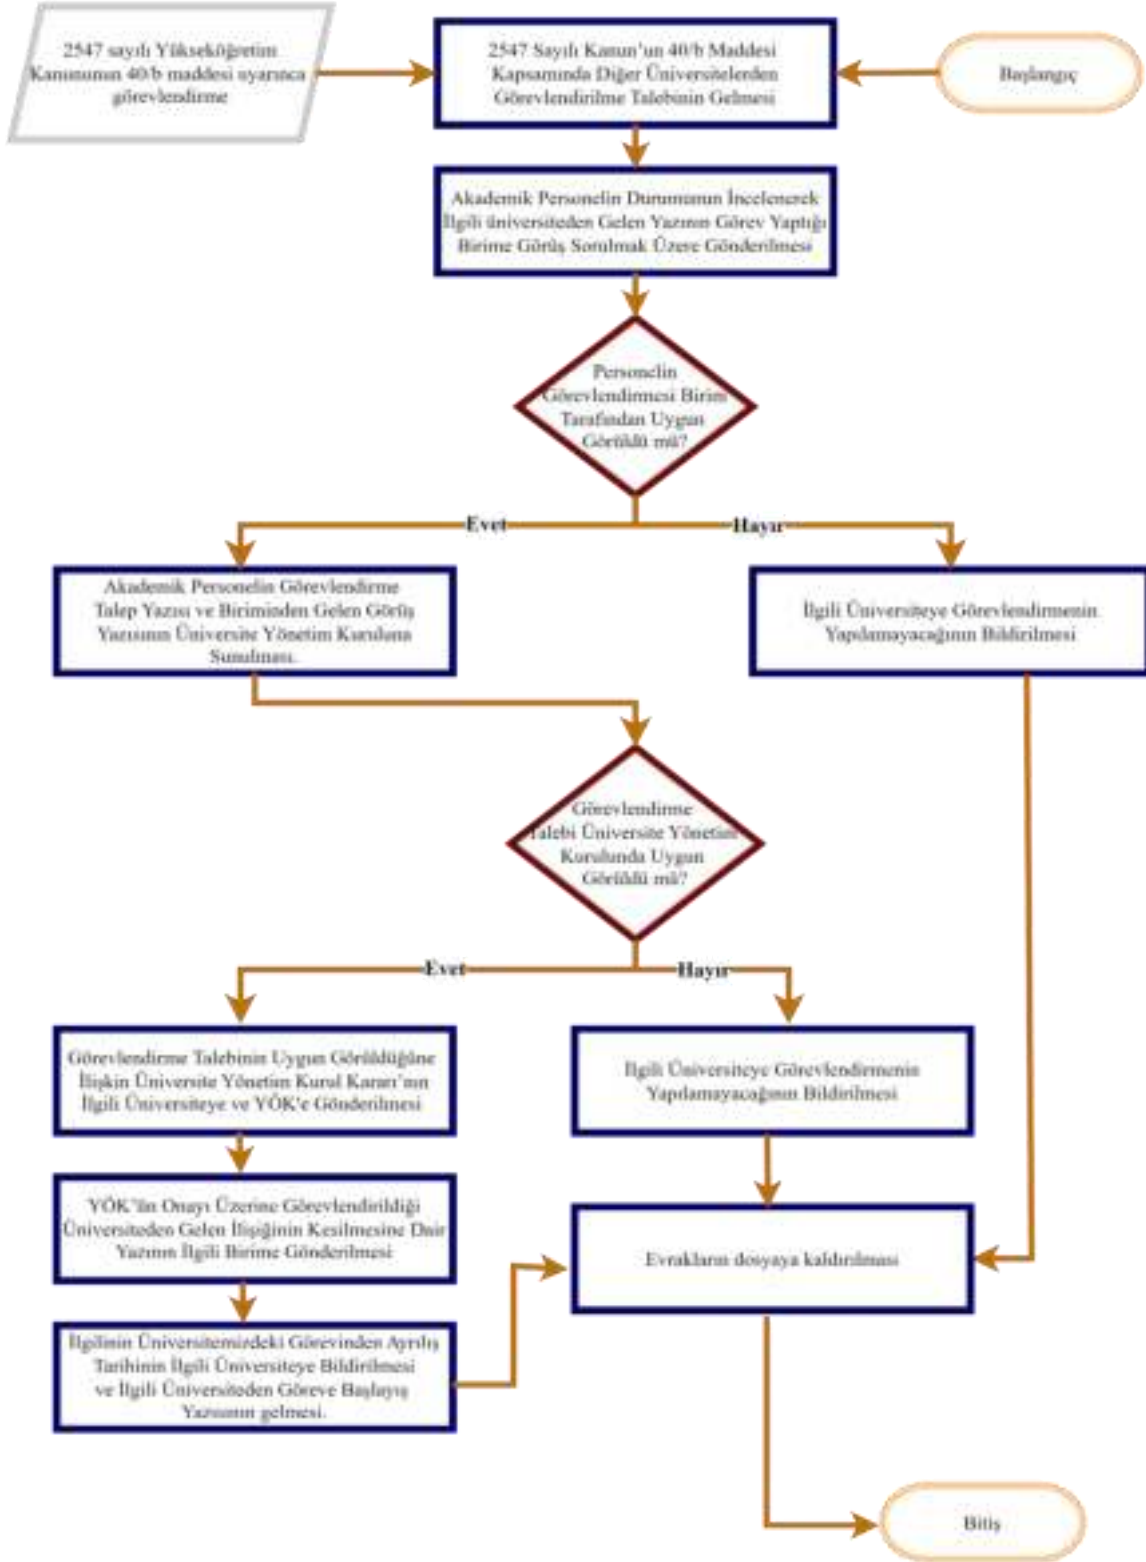 2547 sayılı Yükseköğretim
Kanununun 40/b maddesi uyarınca
görevlendirme
2547 Sayılı Kanun'un 40/b Maddesi
Kapsamında Diğer Üniversitelerden
Görevlendirilme Talebinin Gelmesi
Başlangıç
Akademik Personelin Durumunun İncelenerek
İlgili üniversiteden Gelen Yazının Görev Yaptığı
Birime Görüş Sorulmak Üzere Gönderilmesi
Personelin
Görevlendirmesi Birim
Tarafından Uygun
Görüldü mü?
Evet
Hayır
Akademik Personelin Görevlendirme
Talep Yazısı ve Biriminden Gelen Görüş
Yazısının Üniversite Yönetim Kuruluna
Sunulması.
İlgili Üniversiteye Görevlendirmenin
Yapılamayacağının Bildirilmesi
Görevlendirme
Talebi Üniversite Yönetim
Kurulunda Uygun
Görüldü mü?
Evet
Hayır
Görevlendirme Talebinin Uygun Görüldüğüne
İlişkin Üniversite Yönetim Kurul Kararı'nın
İlgili Üniversiteye ve YÖK'e Gönderilmesi
İlgili Üniversiteye Görevlendirmenin
Yapılamayacağının Bildirilmesi
YÖK'ün Onayı Üzerine Görevlendirildiği
Üniversiteden Gelen İlişiğinin Kesilmesine Dair
Yazının İlgili Birime Gönderilmesi
Evrakların dosyaya kaldırılması
İlgilinin Üniversitemizdeki Görevinden Ayrılış
Tarihinin İlgili Üniversiteye Bildirilmesi
ve İlgili Üniversiteden Göreve Başlayış
Yazısının gelmesi.
Bitiş